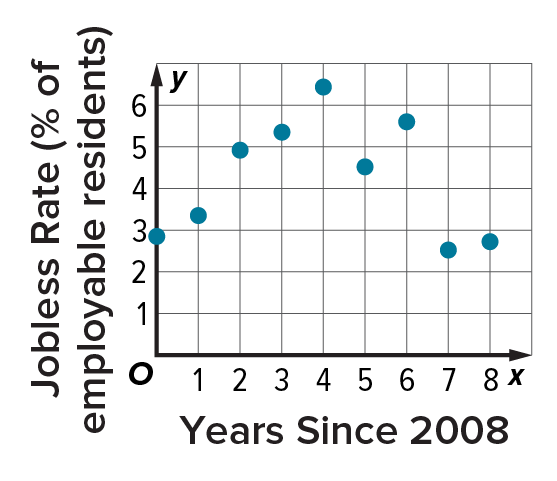 Jobless Rate (% of
employable residents)
y
6
5
4
3
2
1
O
1 2 3 4 5 6 7 8 x
Years Since 2008